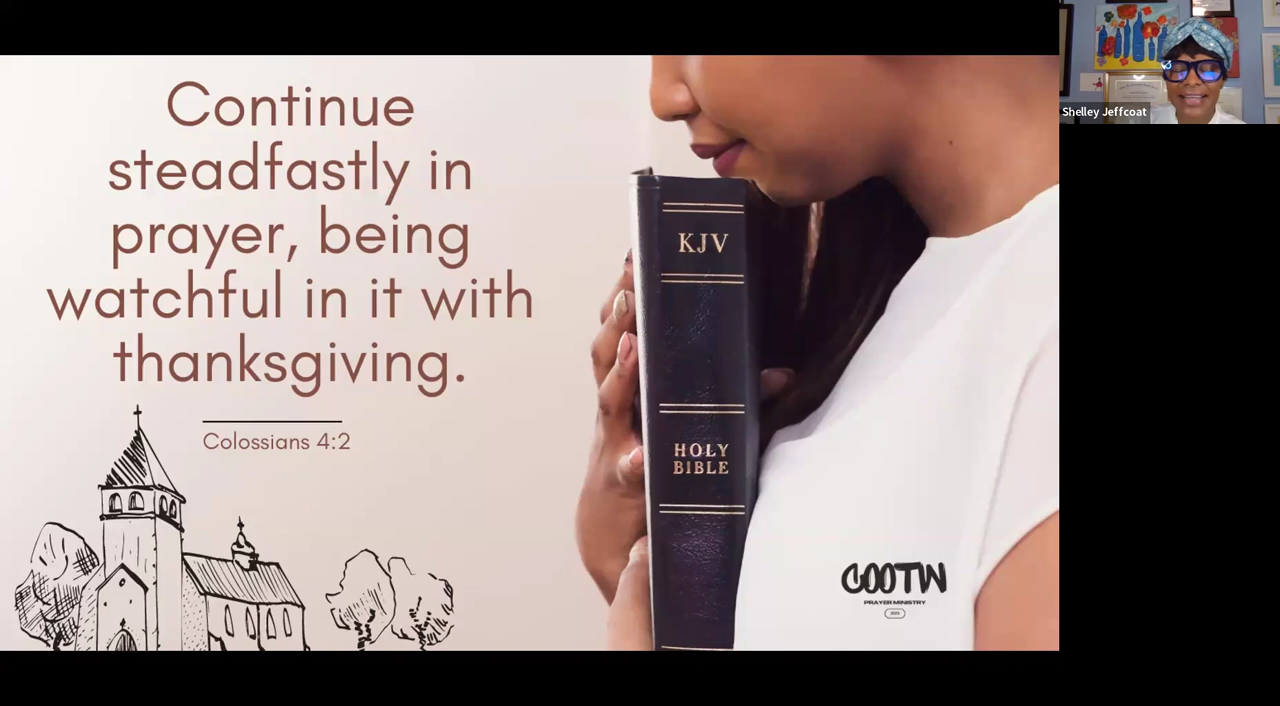 Continue
steadfastly in
prayer, being
watchful in it with
thanksgiving.
Colossians 4:2
KJV
HOLY
BIBLE
GOOTW
PRAYER MINISTRY
Shelley Jeffcoat